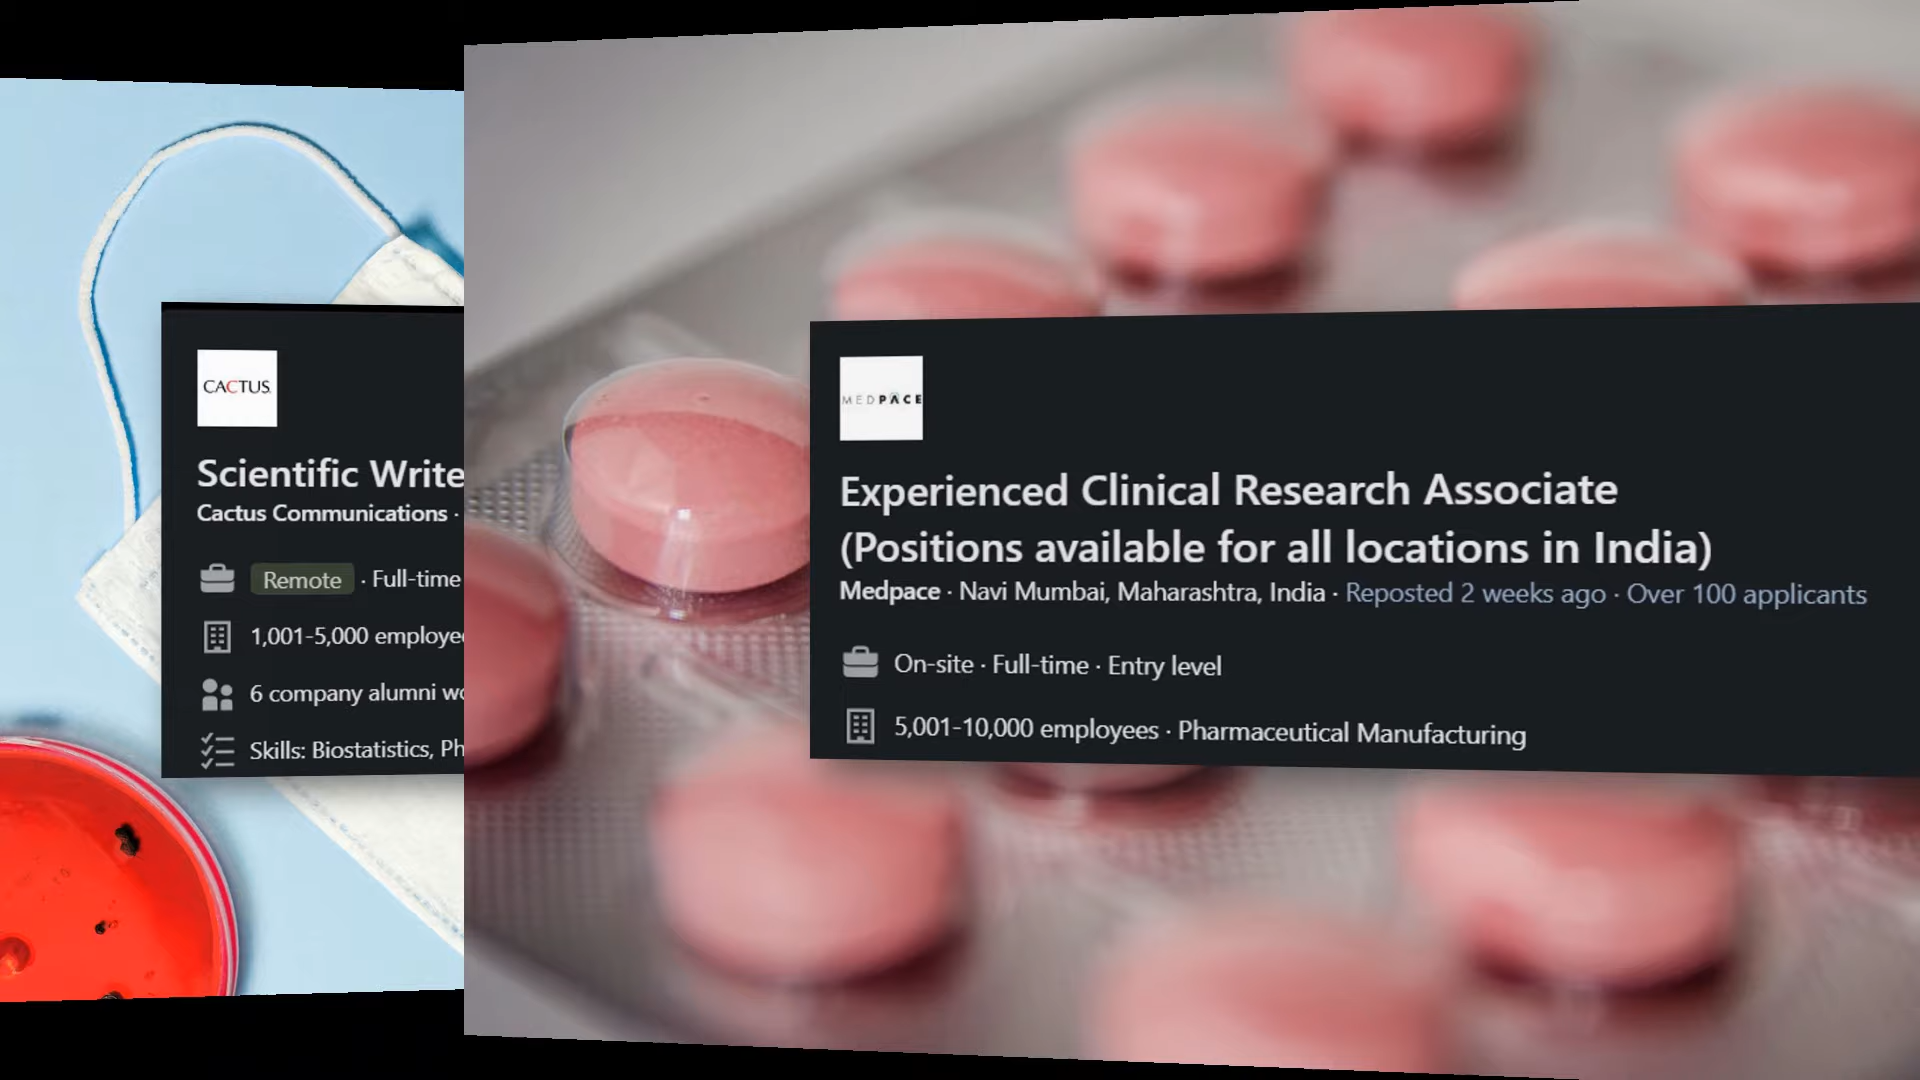 CACTUS
Scientific Write
Cactus Communications ·
Remote · Full-time
1,001-5,000 employee
6 company alumni wo
Skills: Biostatistics, Ph
MEDPACE
Experienced Clinical Research Associate
(Positions available for all locations in India)
Medpace · Navi Mumbai, Maharashtra, India · Reposted 2 weeks ago · Over 100 applicants
On-site · Full-time · Entry level
5,001-10,000 employees · Pharmaceutical Manufacturing